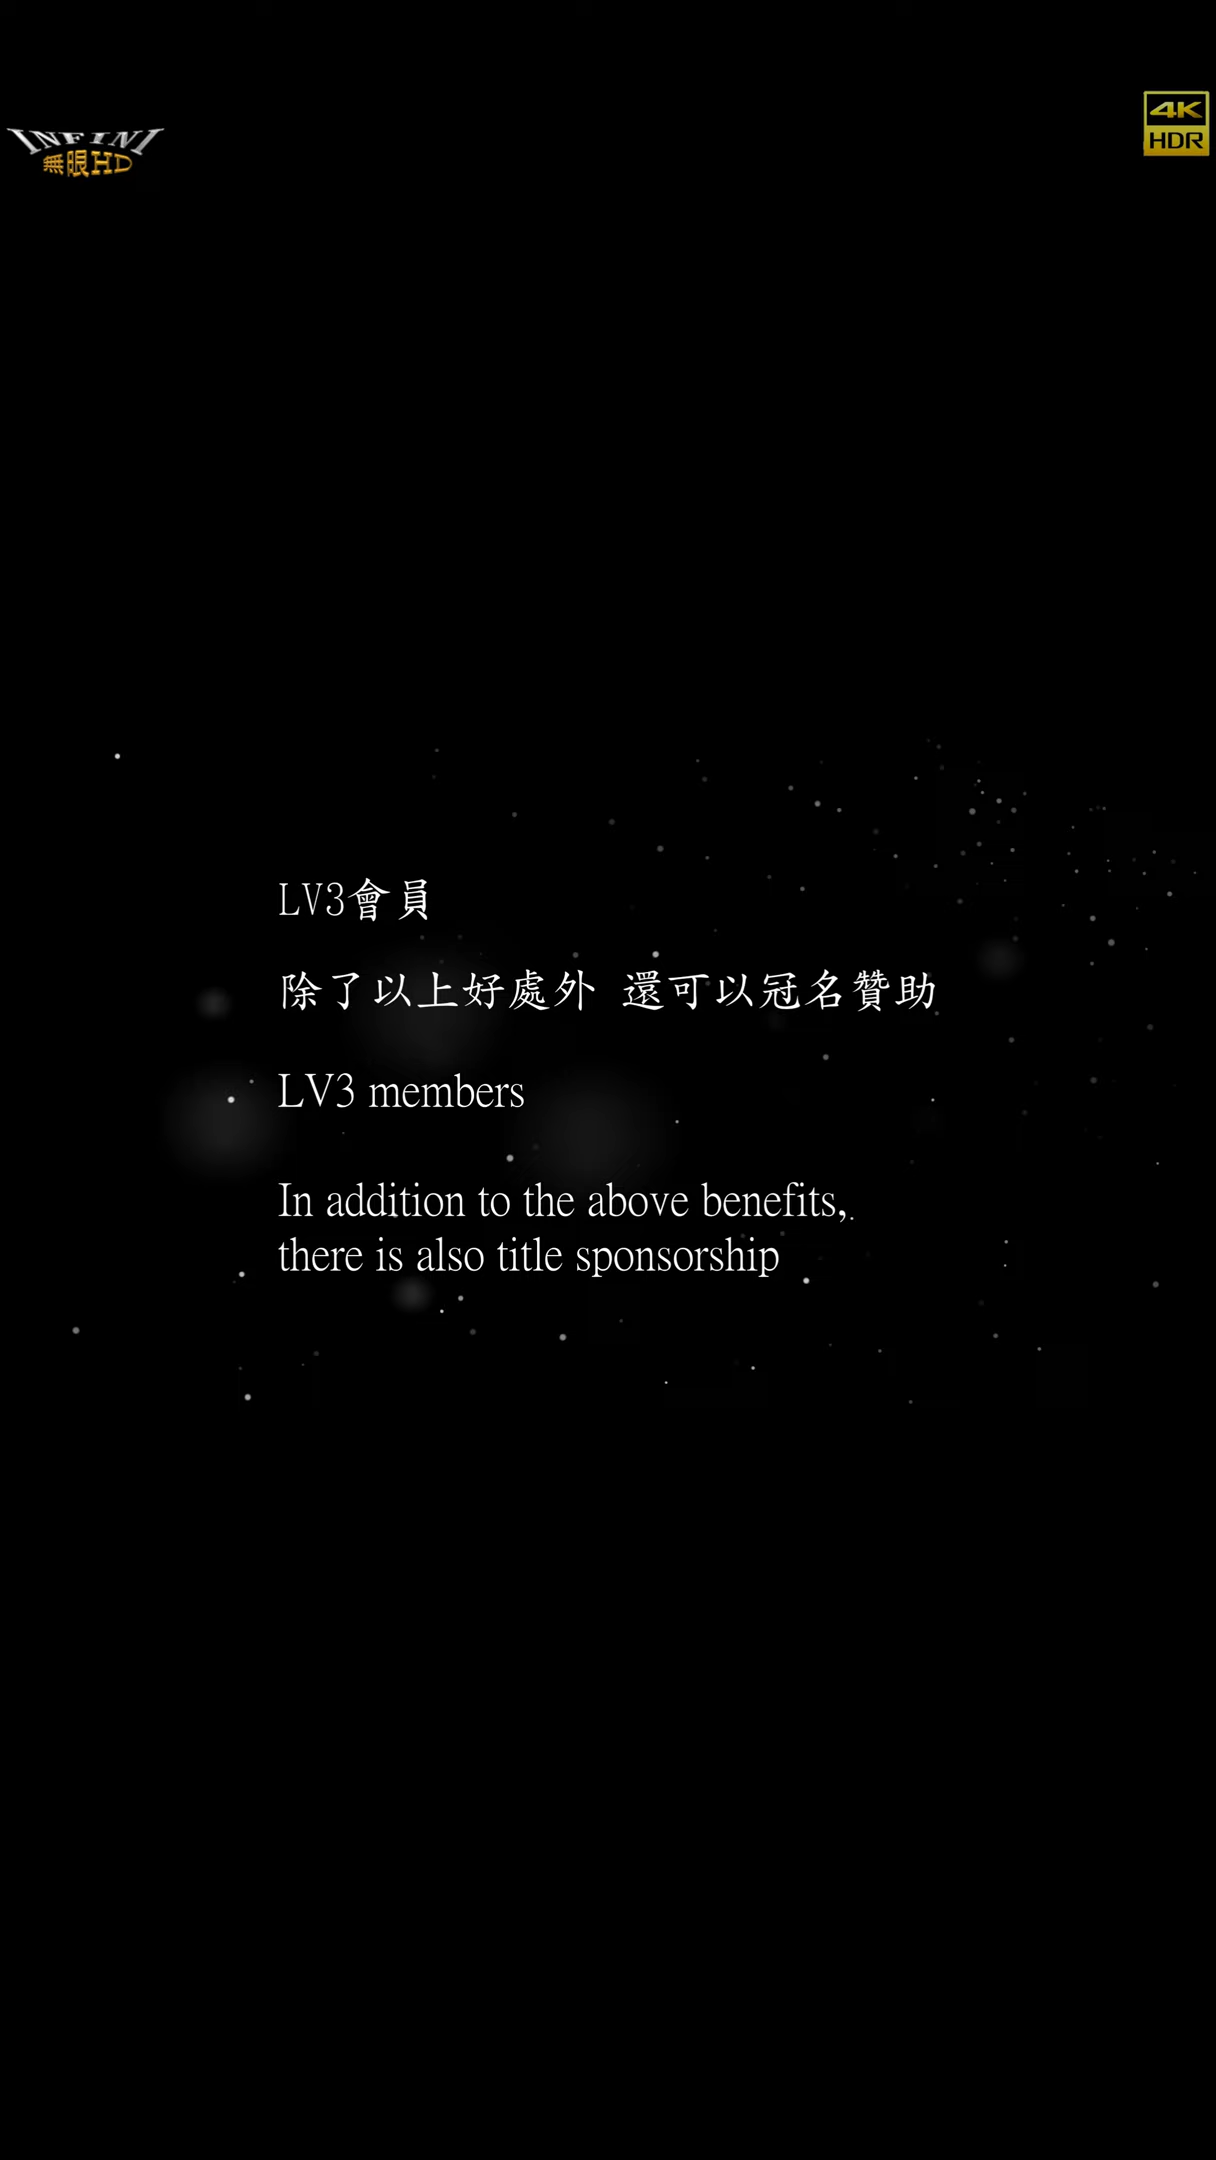 INFINI
無限HD
4K
HDR
LV3會員
除了以上好處外 還可以冠名贊助
LV3 members
In addition to the above benefits,
there is also title sponsorship